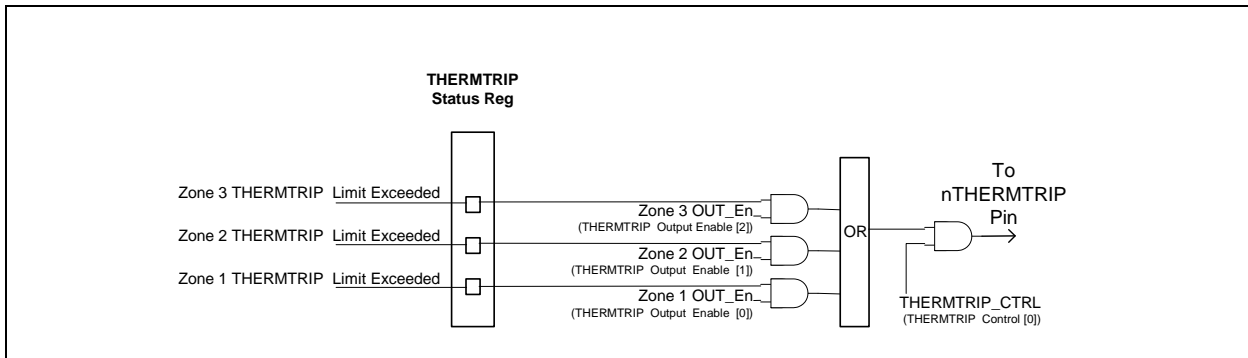 THERMTRIP
Status Reg
Zone 3 THERMTRIP Limit Exceeded
Zone 2 THERMTRIP Limit Exceeded
Zone 1 THERMTRIP Limit Exceeded
Zone 3 OUT_En
(THERMTRIP Output Enable [2])
Zone 2 OUT_En
(THERMTRIP Output Enable [1])
Zone 1 OUT_En
(THERMTRIP Output Enable [0])
OR
To
nTHERMTRIP
Pin
THERMTRIP_CTRL
(THERMTRIP Control [0])